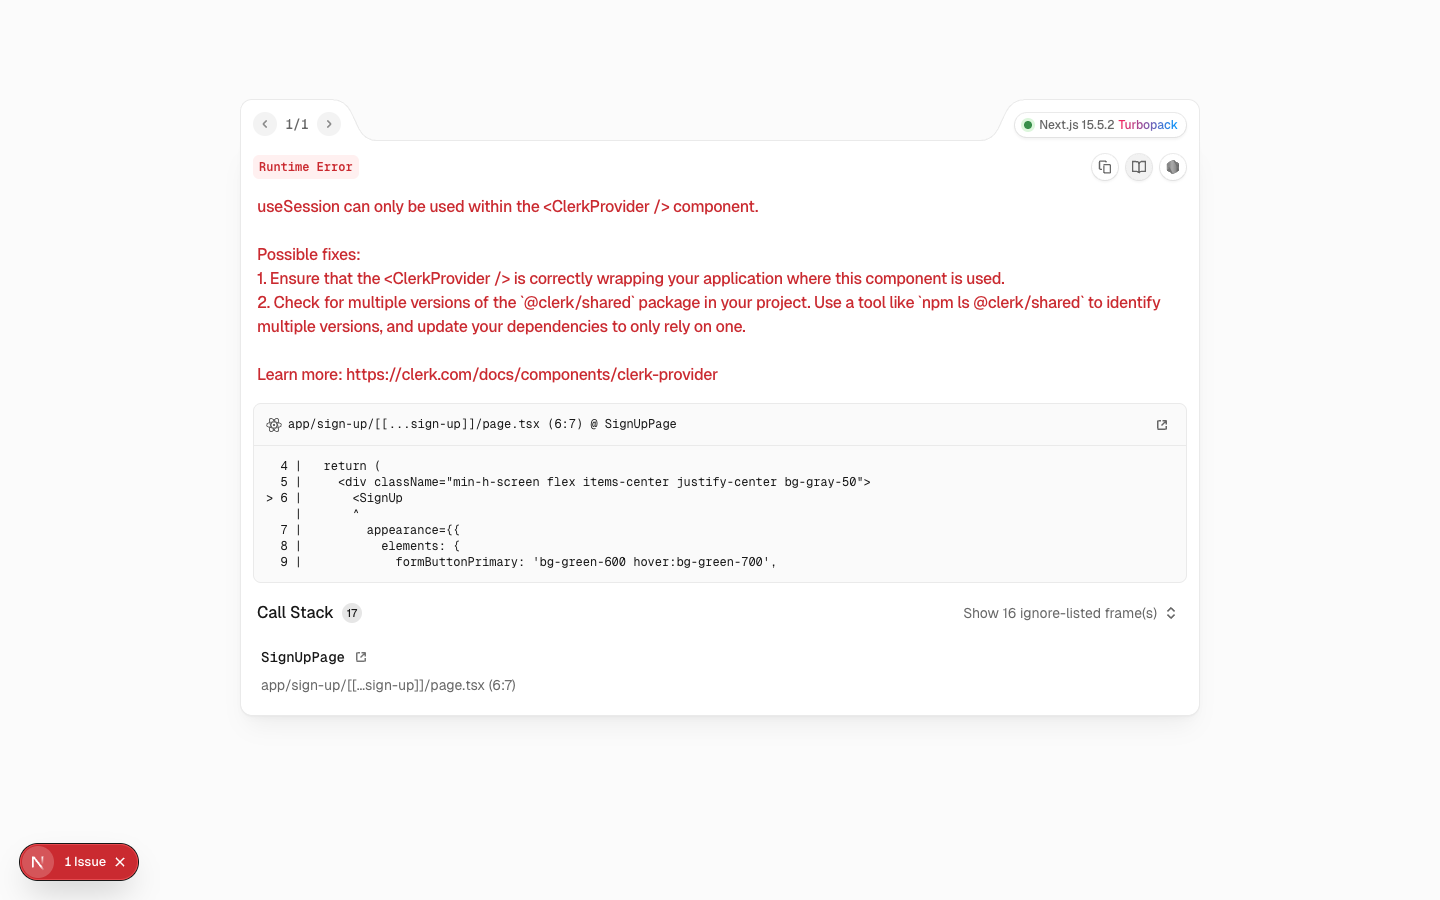 1/1
Next.js 15.5.2 Turbopack
Runtime Error
useSession can only be used within the <ClerkProvider /> component.
Possible fixes:
1. Ensure that the <ClerkProvider /> is correctly wrapping your application where this component is used.
2. Check for multiple versions of the `@clerk/shared` package in your project. Use a tool like `npm ls @clerk/shared` to identify
multiple versions, and update your dependencies to only rely on one.
Learn more: https://clerk.com/docs/components/clerk-provider
app/sign-up/[[...sign-up]]/page.tsx (6:7) @ SignUpPage
4 |   return (
5 |     <div className="min-h-screen flex items-center justify-center bg-gray-50">
> 6 |       <SignUp
|       ^
7 |         appearance={{
8 |           elements: {
9 |             formButtonPrimary: 'bg-green-600 hover:bg-green-700',
Call Stack 17
Show 16 ignore-listed frame(s)
SignUpPage
app/sign-up/[[...sign-up]]/page.tsx (6:7)
N 1 Issue